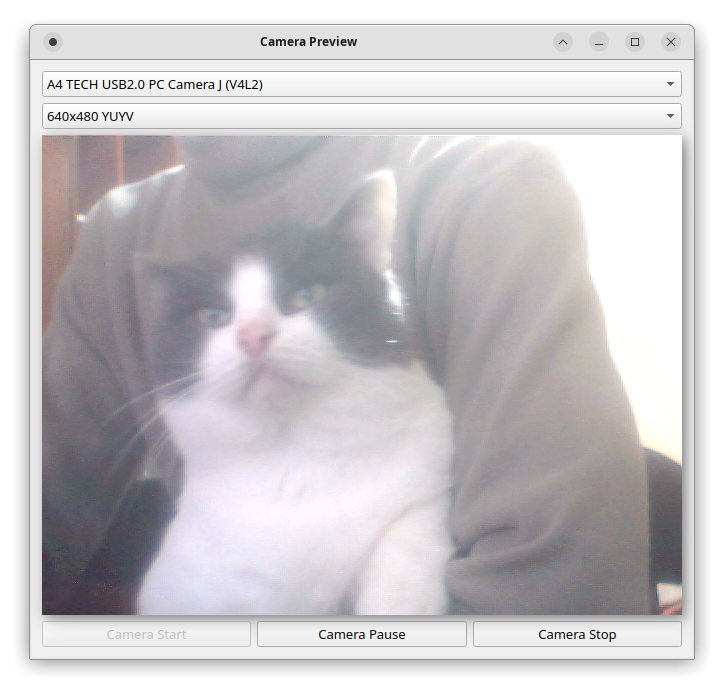 Camera Preview
A4 TECH USB2.0 PC Camera J (V4L2)
640x480 YUYV
Camera Start
Camera Pause
Camera Stop